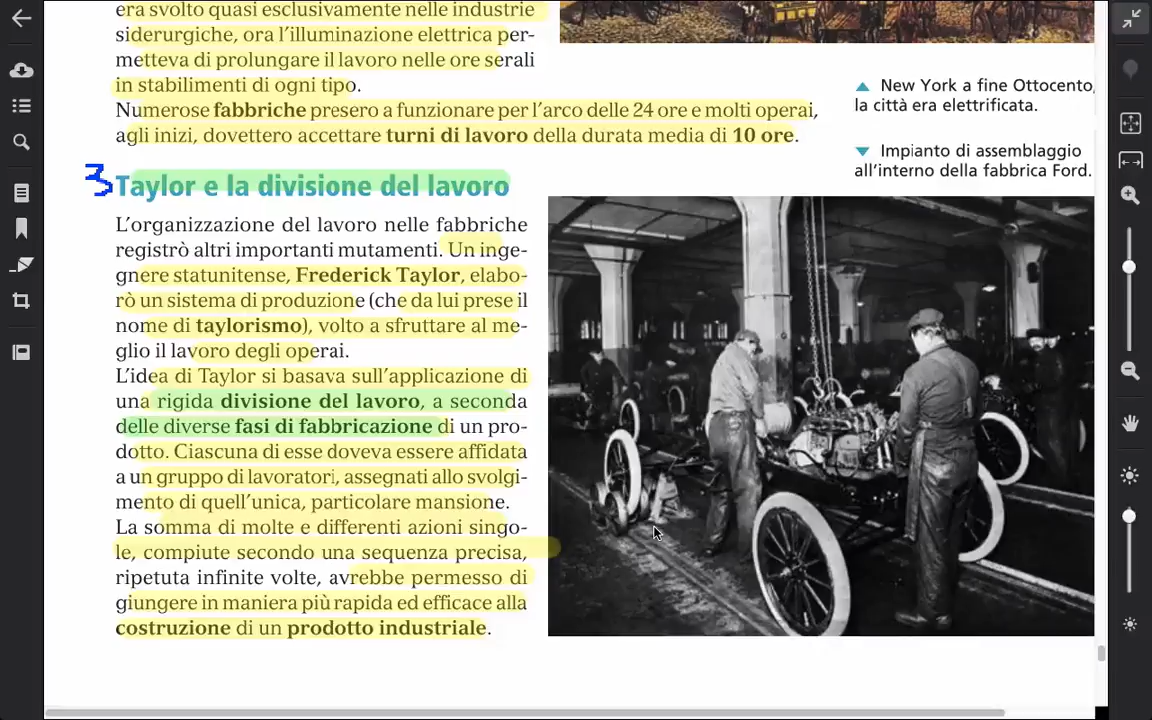 era svolto quasi esclusivamente nelle industrie
siderurgiche, ora l'illuminazione elettrica per-
metteva di prolungare il lavoro nelle ore serali
in stabilimenti di ogni tipo.
Numerose fabbriche presero a funzionare per l'arco delle 24 ore e molti operai,
agli inizi, dovettero accettare turni di lavoro della durata media di 10 ore.
3
Taylor e la divisione del lavoro
L'organizzazione del lavoro nelle fabbriche
registrò altri importanti mutamenti. Un inge-
gnere statunitense, Frederick Taylor, elabo-
rò un sistema di produzione (che da lui prese il
nome di taylorismo), volto a sfruttare al me-
glio il lavoro degli operai.
L'idea di Taylor si basava sull'applicazione di
una rigida divisione del lavoro, a seconda
delle diverse fasi di fabbricazione di un pro-
dotto. Ciascuna di esse doveva essere affidata
a un gruppo di lavoratori, assegnati allo svolgi-
mento di quell'unica, particolare mansione.
La somma di molte e differenti azioni singo-
le, compiute secondo una sequenza precisa,
ripetuta infinite volte, avrebbe permesso di
giungere in maniera più rapida ed efficace alla
costruzione di un prodotto industriale.
▲ New York a fine Ottocento,
la città era elettrificata.
▼ Impianto di assemblaggio
all'interno della fabbrica Ford.